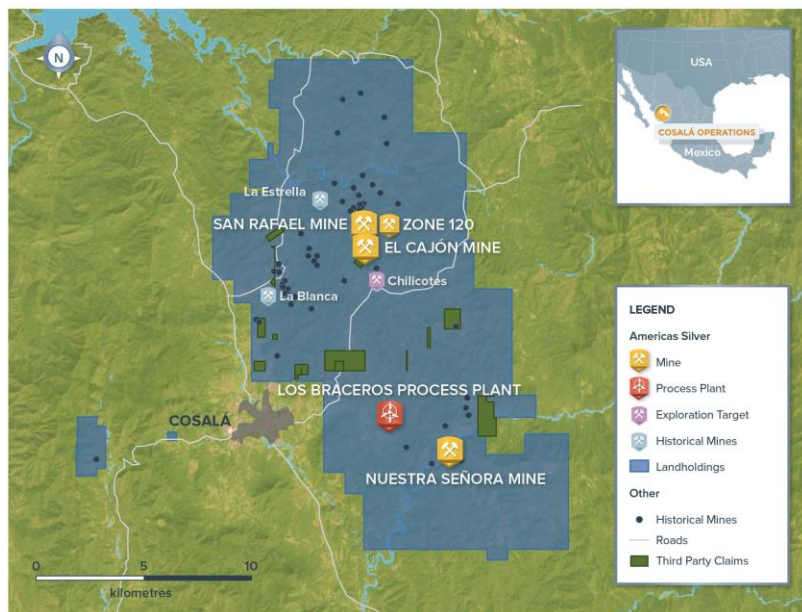 N
USA
COSALÁ OPERATIONS
Mexico
La Estrella
SAN RAFAEL MINE
ZONE 120
EL CAJÓN MINE
Chilicotes
La Blanca
LOS BRACEROS PROCESS PLANT
COSALÁ
NUESTRA SEÑORA MINE
0 5 10
kilometres
LEGEND
Americas Silver
Mine
Process Plant
Exploration Target
Historical Mines
Landholdings
Other
Historical Mines
Roads
Third Party Claims